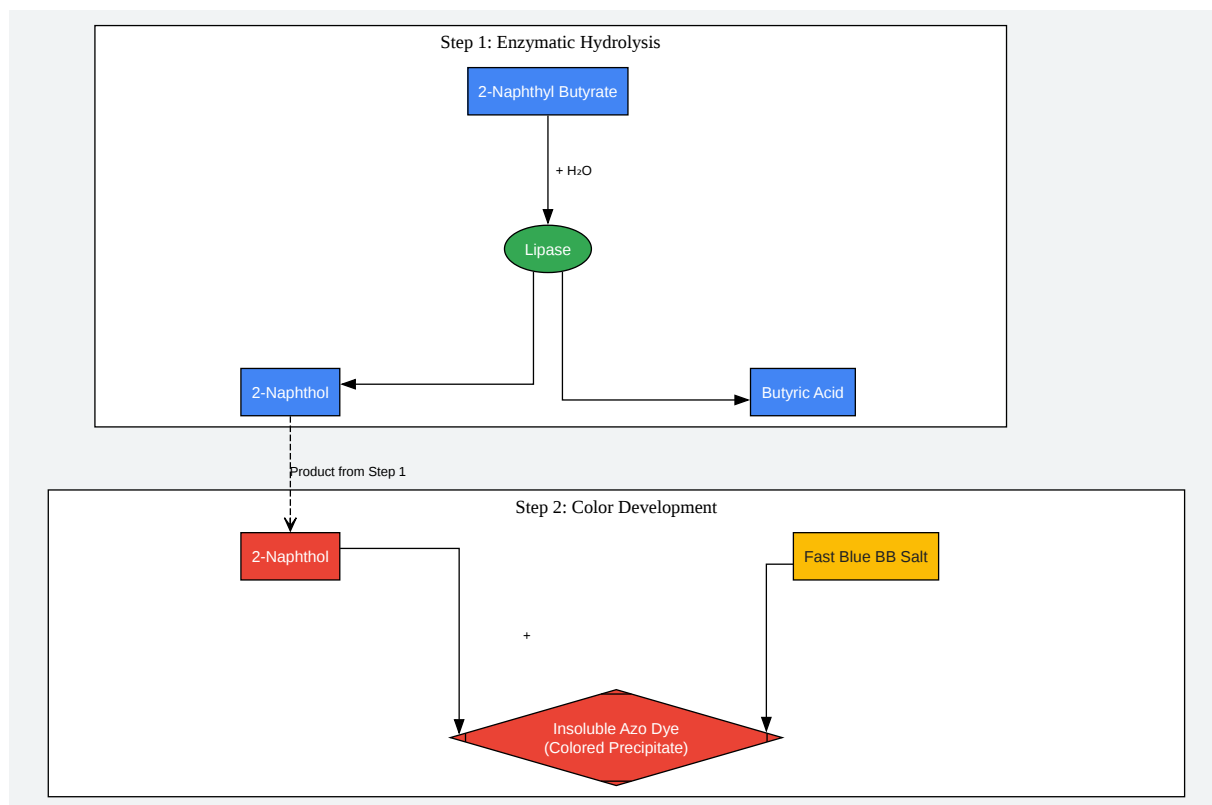 Step 1: Enzymatic Hydrolysis
2-Naphthyl Butyrate
+ H₂O
Lipase
2-Naphthol
Butyric Acid
Product from Step 1
Step 2: Color Development
2-Naphthol
Fast Blue BB Salt
+
Insoluble Azo Dye
(Colored Precipitate)